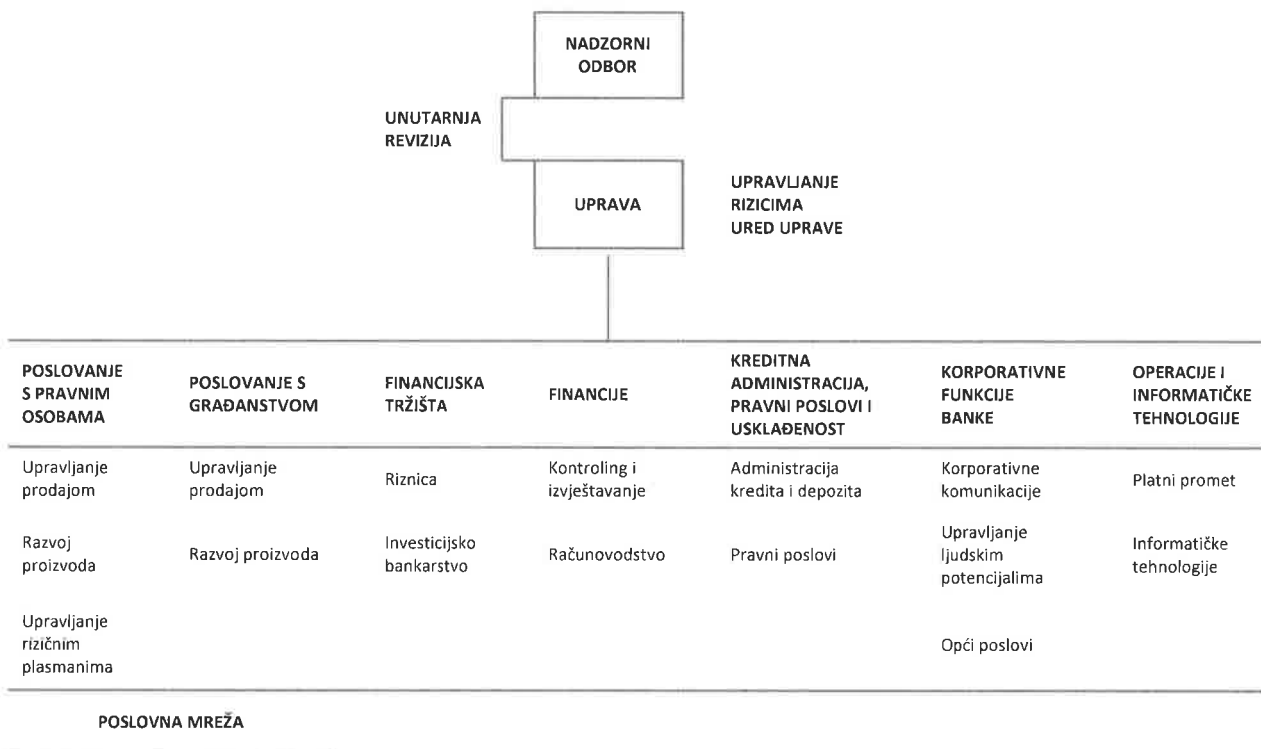 NADZORNI
ODBOR
UNUTARNJA
REVIZIJA
UPRAVA
UPRAVLJANJE
RIZICIMA
URED UPRAVE
POSLOVANJE
S PRAVNIM
OSOBAMA
POSLOVANJE S
GRAĐANSTVOM
FINANCIJSKA
TRŽIŠTA
FINANCIJE
KREDITNA
ADMINISTRACIJA,
PRAVNI POSLOVI I
USKLAĐENOST
KORPORATIVNE
FUNKCIJE
BANKE
OPERACIJE I
INFORMATIČKE
TEHNOLOGIJE
Upravljanje
prodajom
Upravljanje
prodajom
Riznica
Kontroling i
izvještavanje
Administracija
kredita i depozita
Korporativne
komunikacije
Platni promet
Razvoj
proizvoda
Razvoj proizvoda
Investicijsko
bankarstvo
Računovodstvo
Pravni poslovi
Upravljanje
ljudskim
potencijalima
Informatičke
tehnologije
Upravljanje
rizičnim
plasmanima
Opći poslovi
POSLOVNA MREŽA